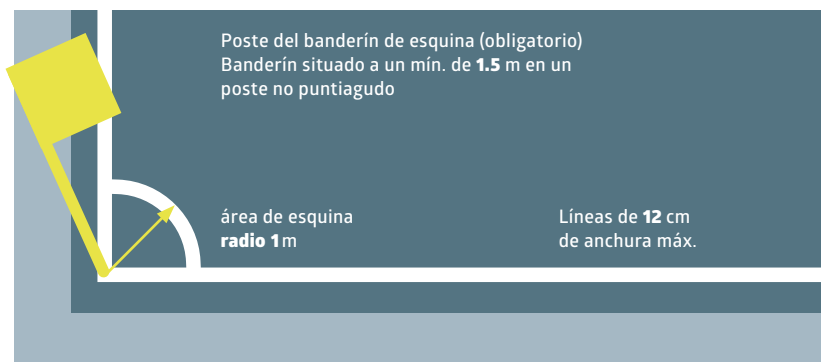 Poste del banderín de esquina (obligatorio)
Banderín situado a un mín. de 1.5 m en un
poste no puntiagudo
área de esquina
radio 1 m
Líneas de 12 cm
de anchura máx.